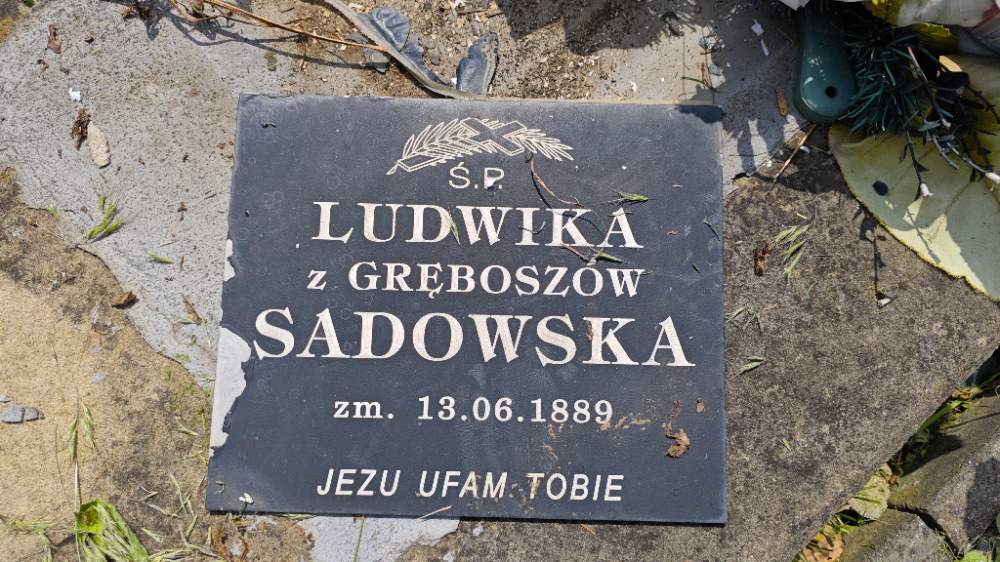 Ś.P.
LUDWIKA
z GRĘBOSZÓW
SADOWSKA
zm. 13.06.1889
JEZU UFAM TOBIE